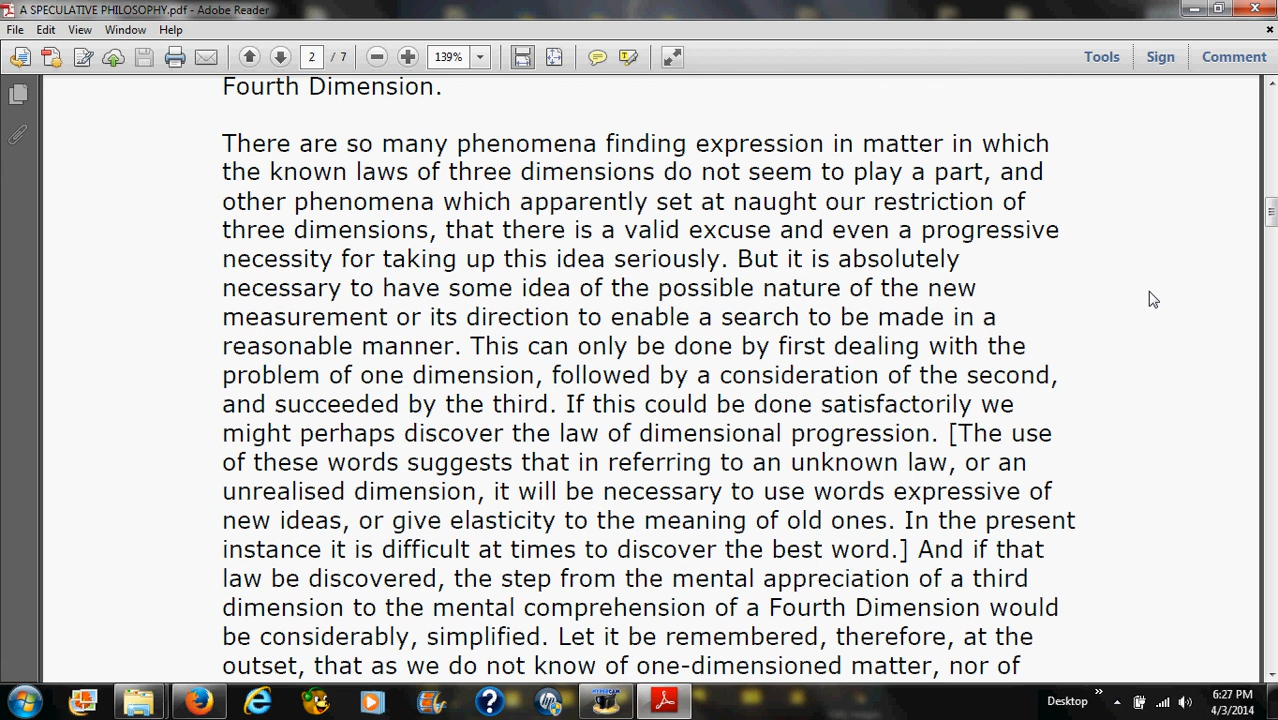 A SPECULATIVE PHILOSOPHY.pdf - Adobe Reader
File Edit View Window Help
2 / 7 139% Tools Sign Comment
Fourth Dimension.
There are so many phenomena finding expression in matter in which
the known laws of three dimensions do not seem to play a part, and
other phenomena which apparently set at naught our restriction of
three dimensions, that there is a valid excuse and even a progressive
necessity for taking up this idea seriously. But it is absolutely
necessary to have some idea of the possible nature of the new
measurement or its direction to enable a search to be made in a
reasonable manner. This can only be done by first dealing with the
problem of one dimension, followed by a consideration of the second,
and succeeded by the third. If this could be done satisfactorily we
might perhaps discover the law of dimensional progression. [The use
of these words suggests that in referring to an unknown law, or an
unrealised dimension, it will be necessary to use words expressive of
new ideas, or give elasticity to the meaning of old ones. In the present
instance it is difficult at times to discover the best word.] And if that
law be discovered, the step from the mental appreciation of a third
dimension to the mental comprehension of a Fourth Dimension would
be considerably, simplified. Let it be remembered, therefore, at the
outset, that as we do not know of one-dimensioned matter, nor of
Desktop
6:27 PM
4/3/2014